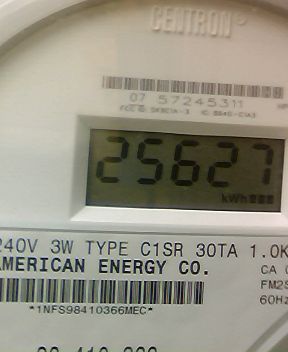 CENTRON®
07 57245311
25627
kWh
240V 3W TYPE C1SR 30TA 1.0K
AMERICAN ENERGY CO.
CA
FM2S
60Hz
*1NFS98410366MEC*